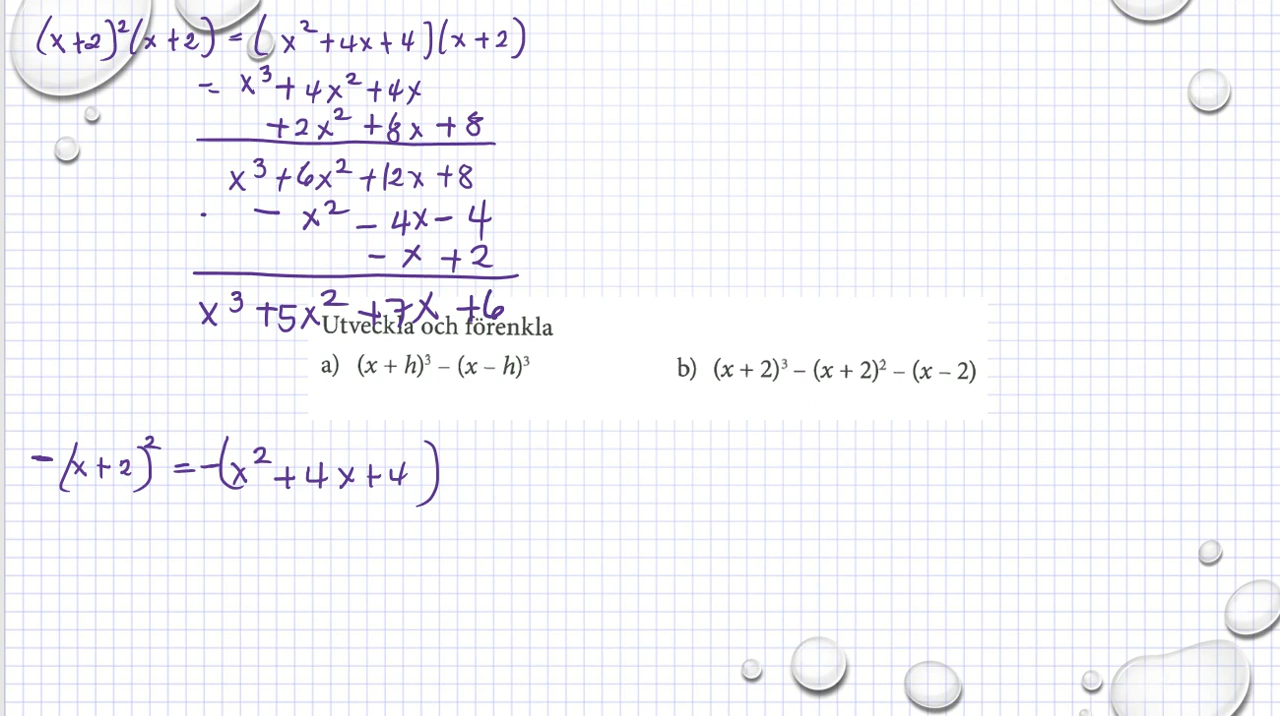 (x+2)²(x+2) = (x²+4x+4)(x+2)
= x³+4x²+4x
+2x²+8x+8
x³+6x²+12x+8
- x² - 4x - 4
- x + 2
x³+5x²+7x+6
Utveckla och förenkla
a) (x + h)³ – (x – h)³ b) (x + 2)³ – (x + 2)² – (x – 2)
-(x+2)² = -(x²+4x+4)